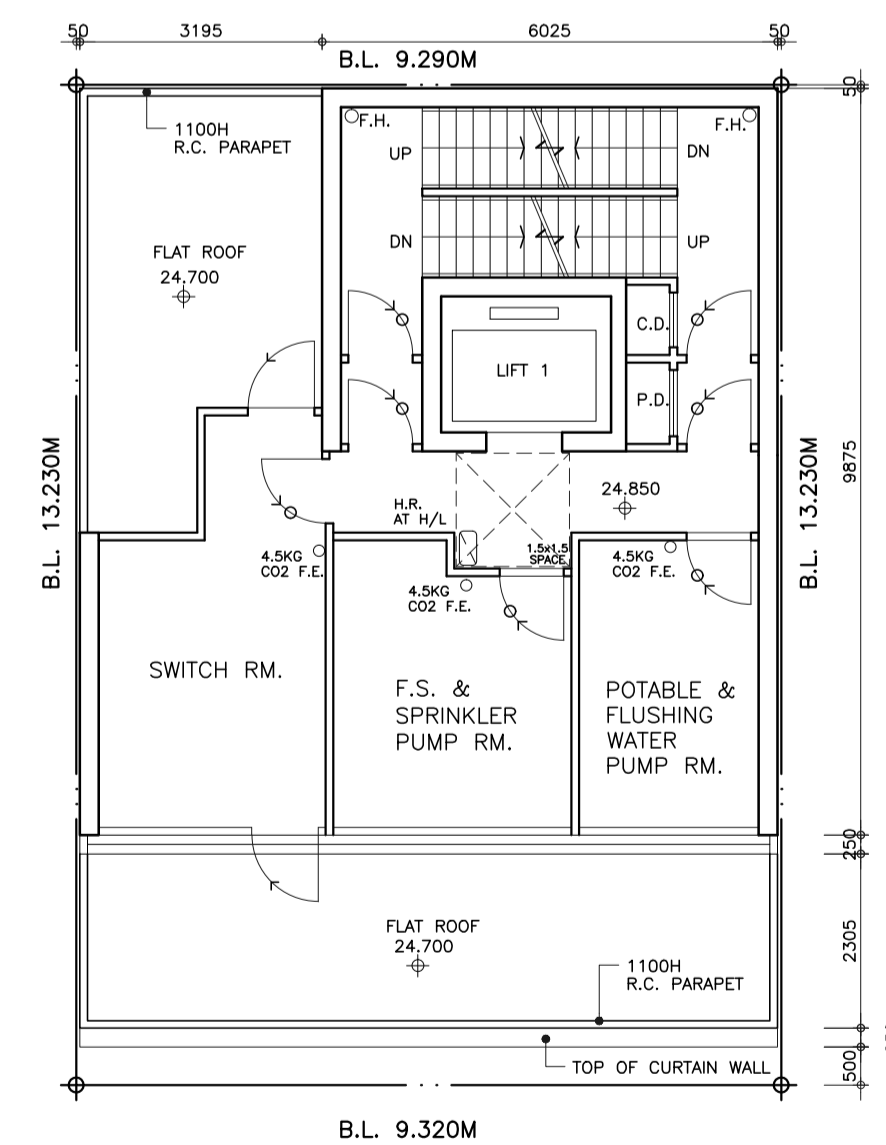 50 3195 6025 50
B.L. 9.290M
50
1100H
R.C. PARAPET
F.H.
F.H.
UP
DN
FLAT ROOF
24.700
DN
UP
C.D.
LIFT 1
P.D.
B.L. 13.230M
B.L. 13.230M
9875
24.850
H.R.
AT H/L
1.5x1.5
SPACE
4.5KG
CO2 F.E.
4.5KG
CO2 F.E.
4.5KG
CO2 F.E.
SWITCH RM.
F.S. &
SPRINKLER
PUMP RM.
POTABLE &
FLUSHING
WATER
PUMP RM.
250
FLAT ROOF
24.700
2305
1100H
R.C. PARAPET
TOP OF CURTAIN WALL
500
B.L. 9.320M